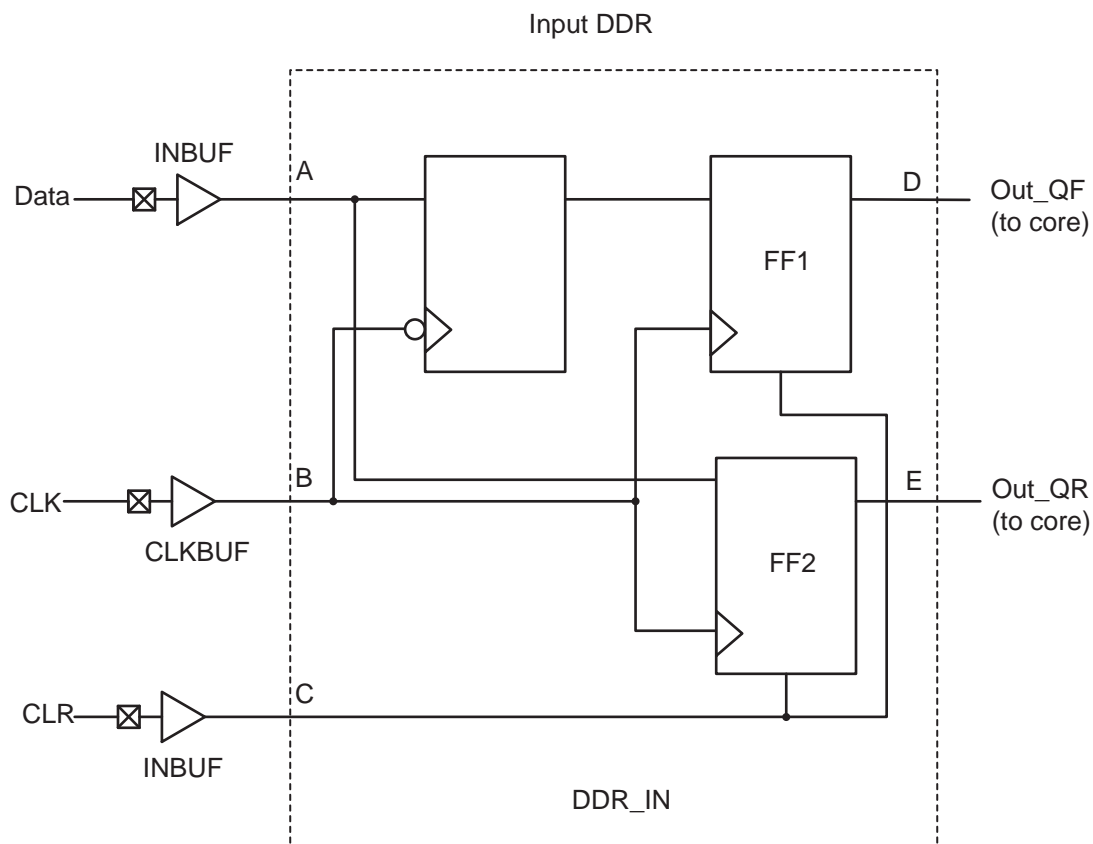 Input DDR
INBUF
A
D
Data
Out_QF
(to core)
FF1
B
E
CLK
Out_QR
(to core)
CLKBUF
FF2
C
CLR
INBUF
DDR_IN